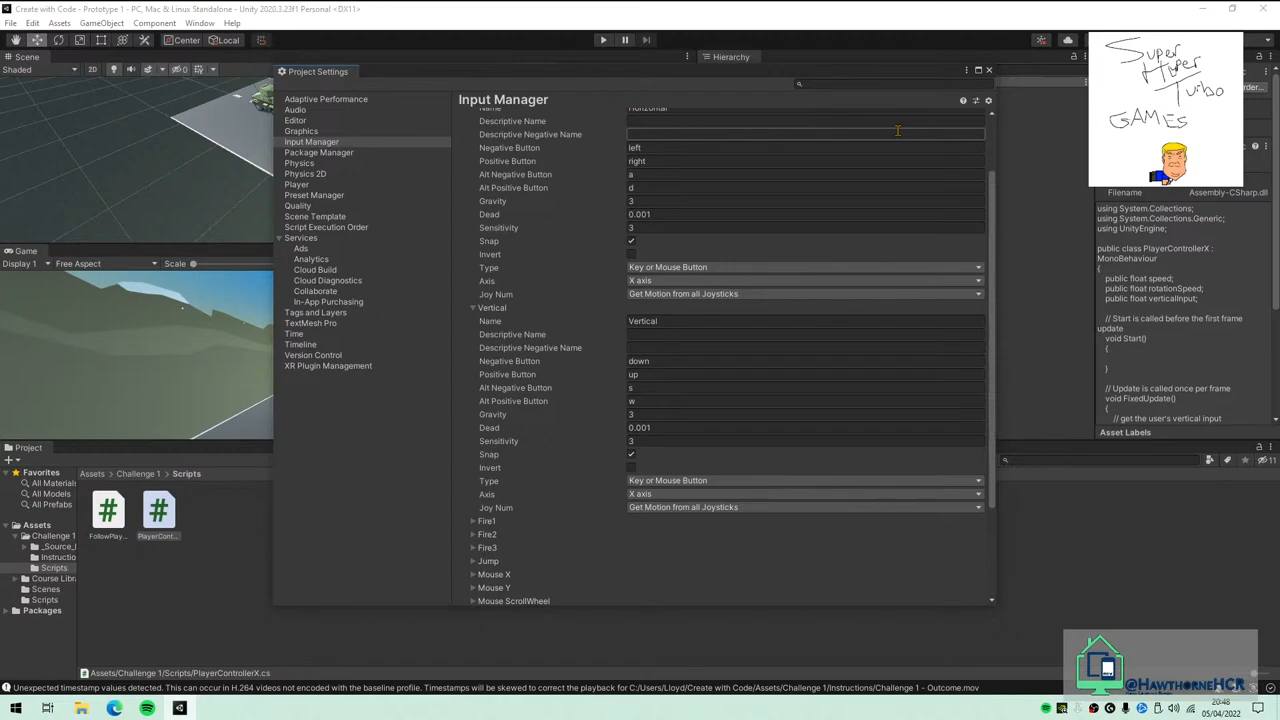 Create with Code - Prototype 1 - PC, Mac & Linux Standalone - Unity 2020.3.23f1 Personal <DX11>
File Edit Assets GameObject Component Window Help
Center Local
Scene
Hierarchy
Shaded 2D 0
Project Settings
Super
Hyper
Turbo
GAMES
Input Manager
Adaptive Performance
Audio
Editor
Graphics
Input Manager
Package Manager
Physics
Physics 2D
Player
Preset Manager
Quality
Scene Template
Script Execution Order
Services
Ads
Analytics
Cloud Build
Cloud Diagnostics
Collaborate
In-App Purchasing
Tags and Layers
TextMesh Pro
Time
Timeline
Version Control
XR Plugin Management
Name Horizontal
Descriptive Name
Descriptive Negative Name
Negative Button left
Positive Button right
Alt Negative Button a
Alt Positive Button d
Gravity 3
Dead 0.001
Sensitivity 3
Snap
Invert
Type Key or Mouse Button
Axis X axis
Joy Num Get Motion from all Joysticks
Vertical
Name Vertical
Descriptive Name
Descriptive Negative Name
Negative Button down
Positive Button up
Alt Negative Button s
Alt Positive Button w
Gravity 3
Dead 0.001
Sensitivity 3
Snap
Invert
Type Key or Mouse Button
Axis X axis
Joy Num Get Motion from all Joysticks
Fire1
Fire2
Fire3
Jump
Mouse X
Mouse Y
Mouse ScrollWheel
Game
Display 1 Free Aspect Scale
order...
Filename Assembly-CSharp.dll
using System.Collections;
using System.Collections.Generic;
using UnityEngine;
public class PlayerControllerX :
MonoBehaviour
{
public float speed;
public float rotationSpeed;
public float verticalInput;
// Start is called before the first frame
update
void Start()
{
}
// Update is called once per frame
void FixedUpdate()
{
// get the user's vertical input
Asset Labels
Project
11
Favorites
All Materials
All Models
All Prefabs
Assets
Challenge 1
_Source_F
Instructio
Scripts
Course Libr
Scenes
Scripts
Packages
Assets > Challenge 1 > Scripts
FollowPlay...
PlayerCont...
Assets/Challenge 1/Scripts/PlayerControllerX.cs
Unexpected timestamp values detected. This can occur in H.264 videos not encoded with the baseline profile. Timestamps will be skewed to correct the playback for C:/Users/Lloyd/Create with Code/Assets/Challenge 1/Instructions/Challenge 1 - Outcome.mov
@HawthorneHCR
20:48
05/04/2022